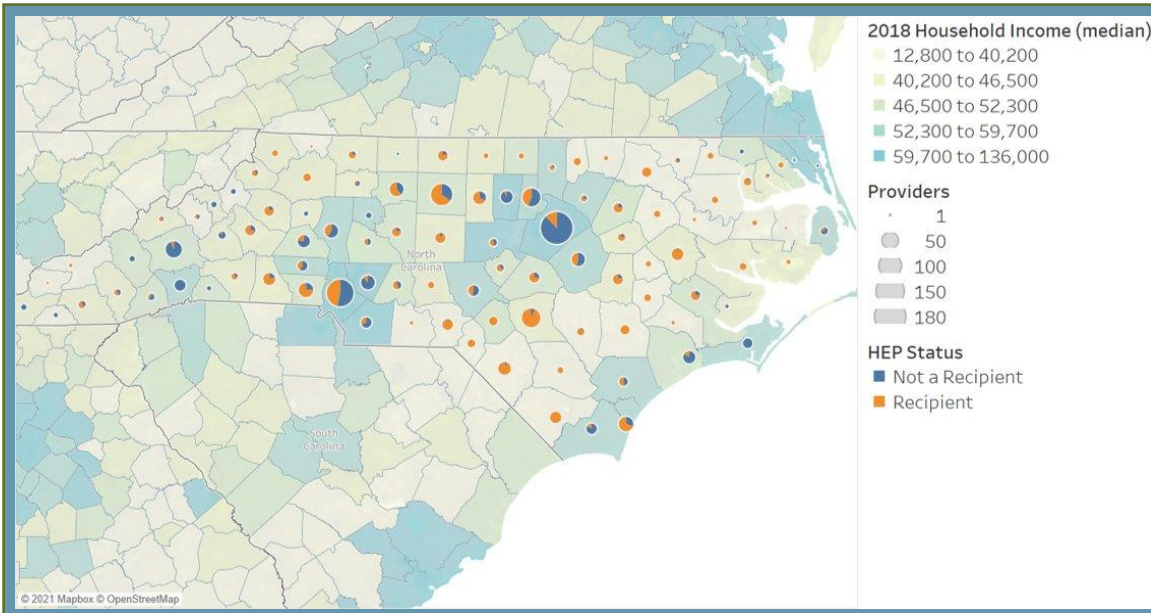 2018 Household Income (median)
12,800 to 40,200
40,200 to 46,500
46,500 to 52,300
52,300 to 59,700
59,700 to 136,000
Providers
1
50
100
150
180
HEP Status
Not a Recipient
Recipient
North
Carolina
South
Carolina
© 2021 Mapbox © OpenStreetMap